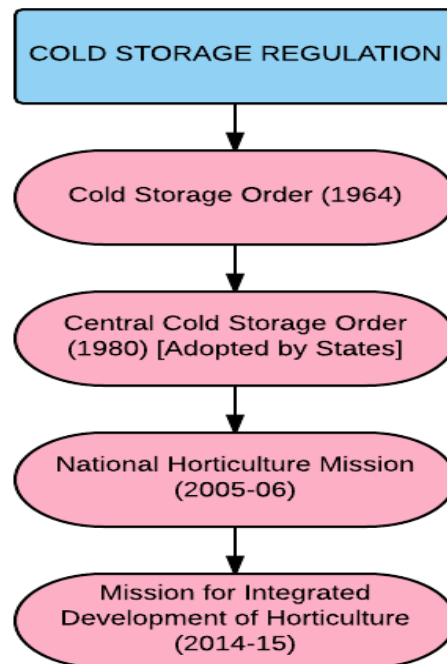 COLD STORAGE REGULATION
Cold Storage Order (1964)
Central Cold Storage Order
(1980) [Adopted by States]
National Horticulture Mission
(2005-06)
Mission for Integrated
Development of Horticulture
(2014-15)